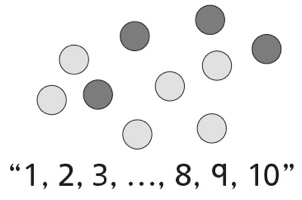 “1, 2, 3, ..., 8, 9, 10”